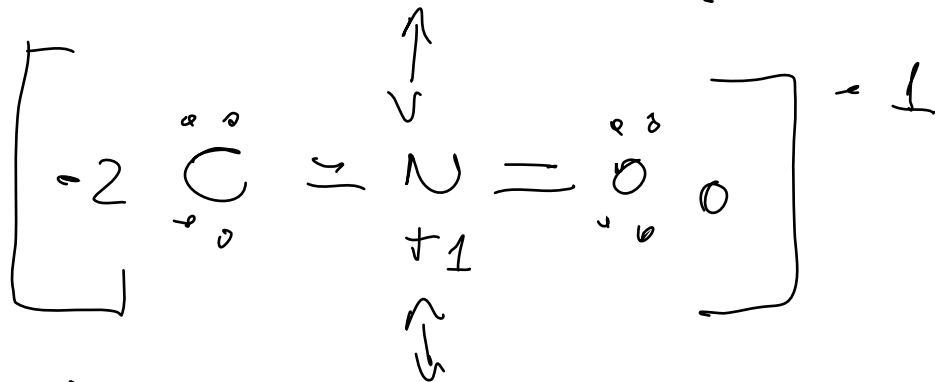 [-2 C = N = O 0] - 1
+1